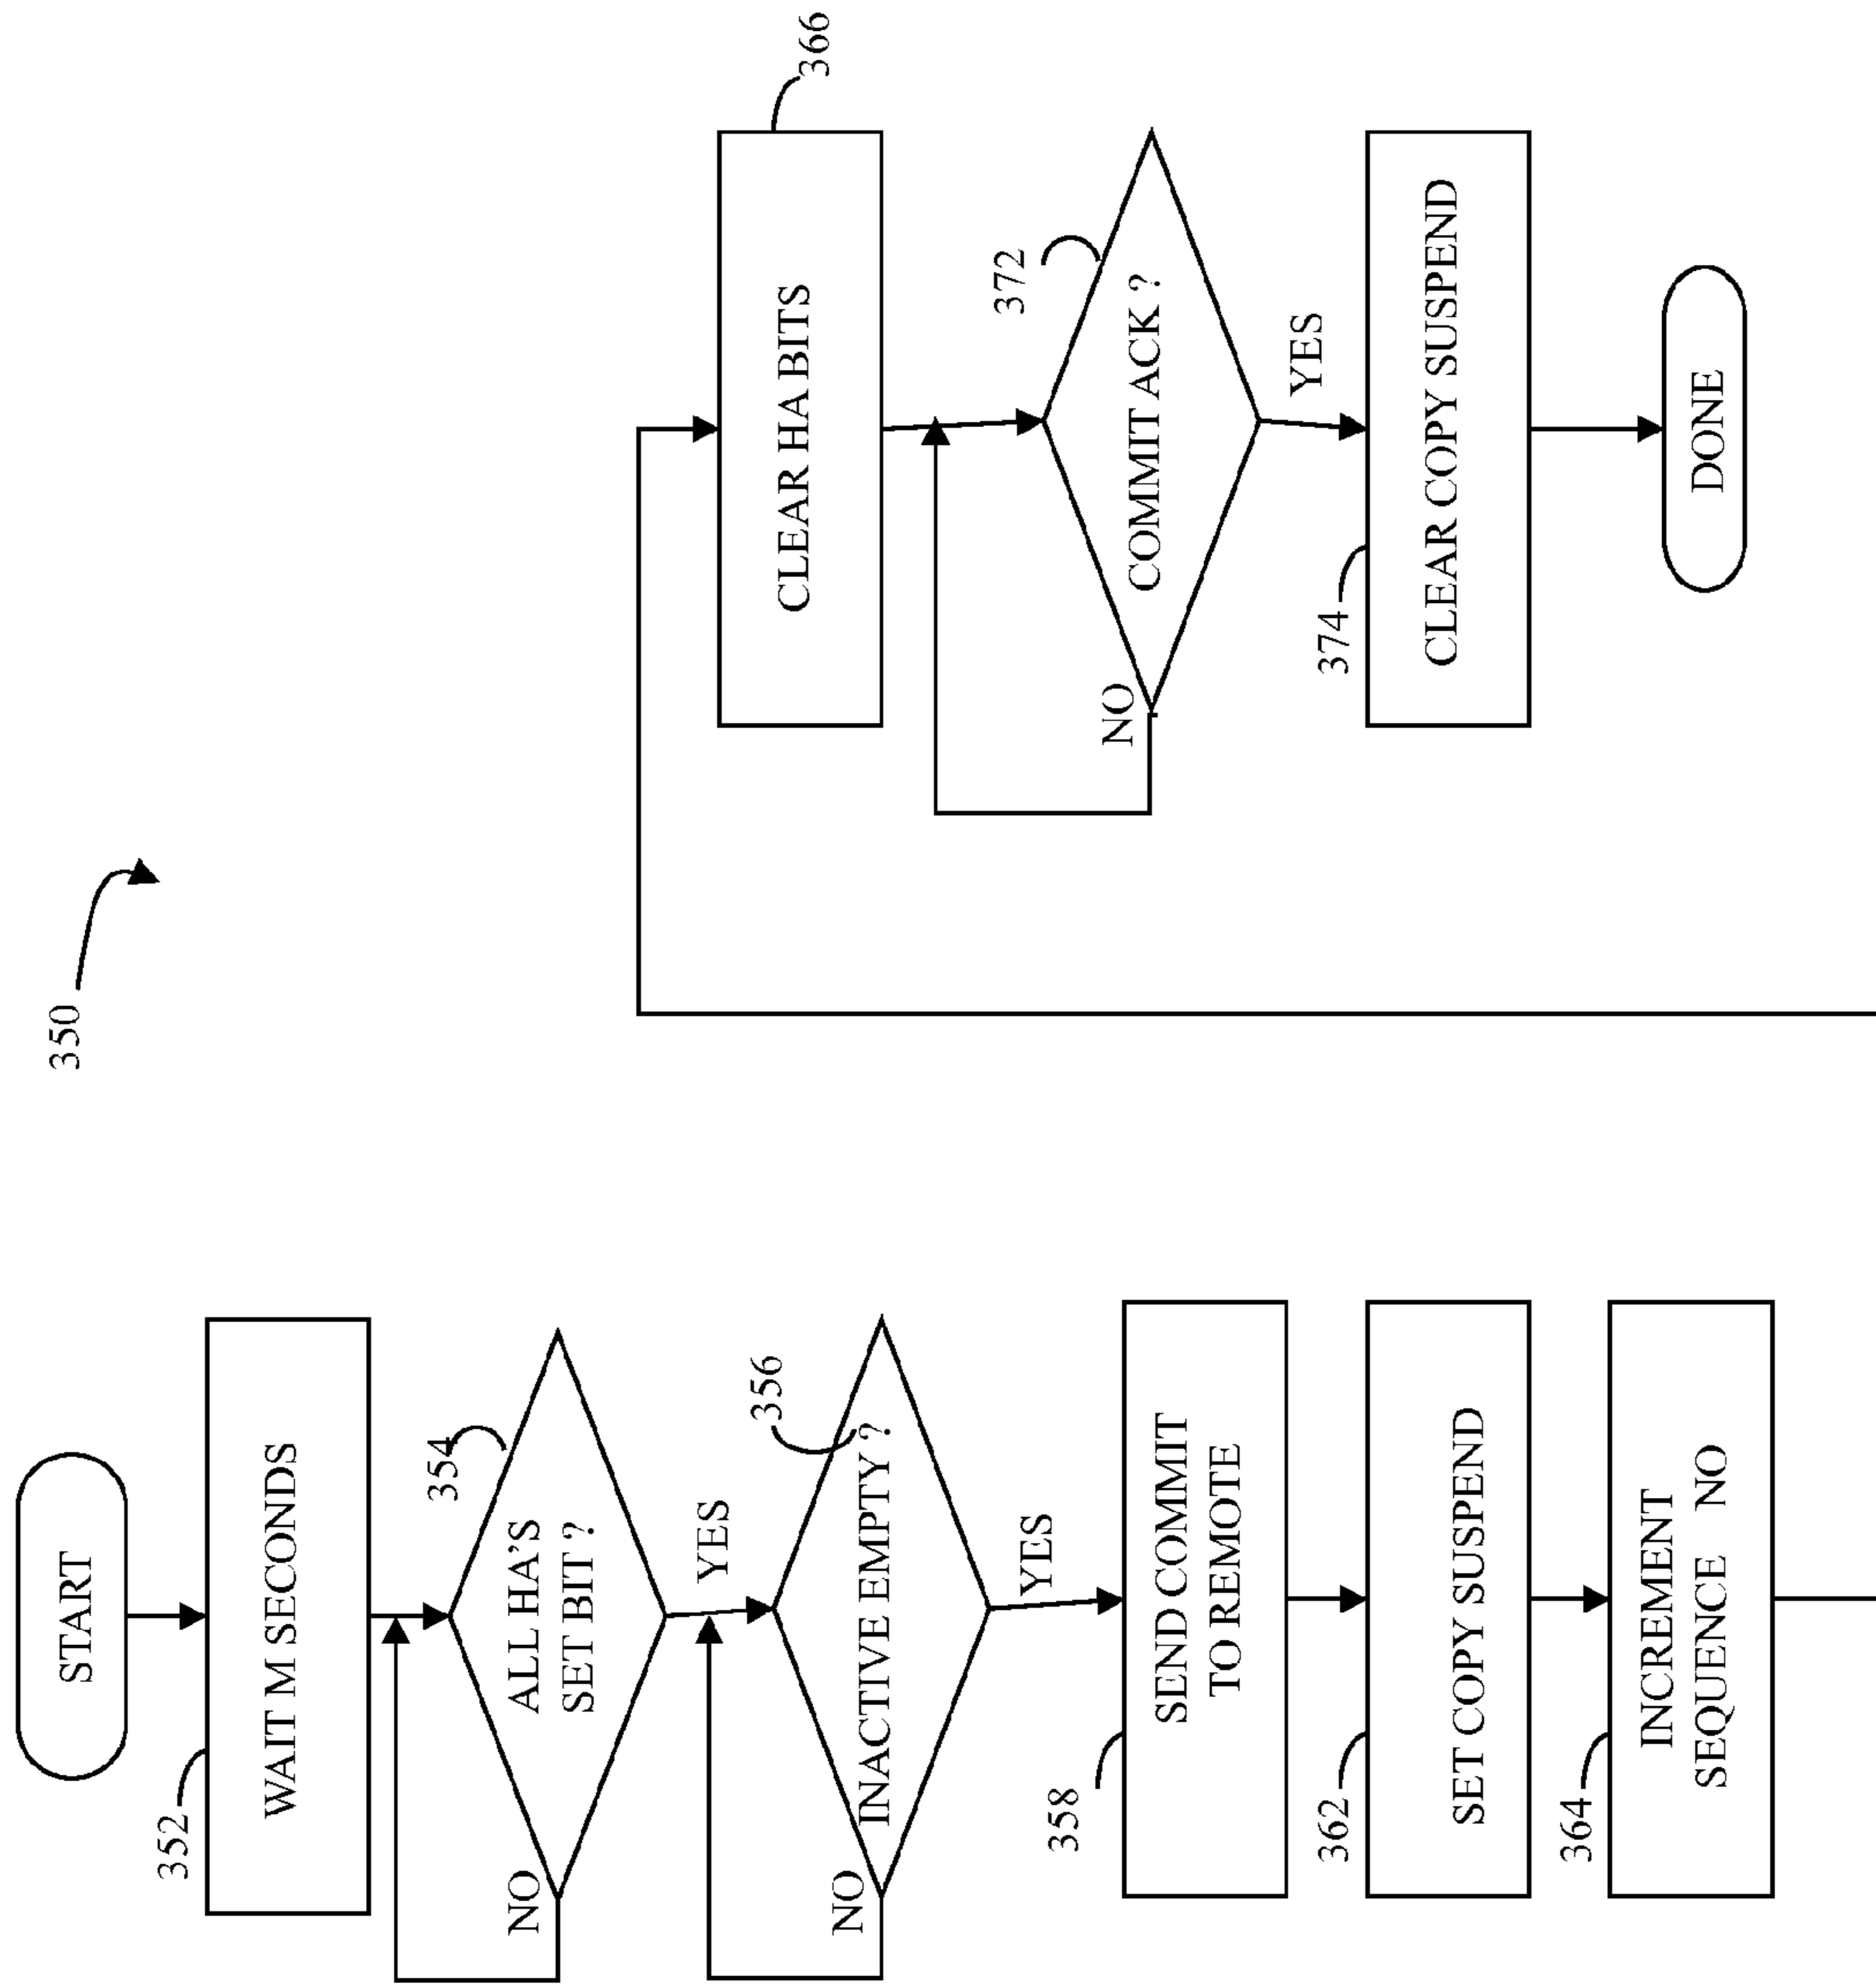 350
START
352
WAIT M SECONDS
354
ALL HA'S
SET BIT ?
NO
YES
356
INACTIVE EMPTY ?
NO
YES
358
SEND COMMIT
TO REMOTE
362
SET COPY SUSPEND
364
INCREMENT
SEQUENCE NO
366
CLEAR HA BITS
372
COMMIT ACK ?
NO
YES
374
CLEAR COPY SUSPEND
DONE